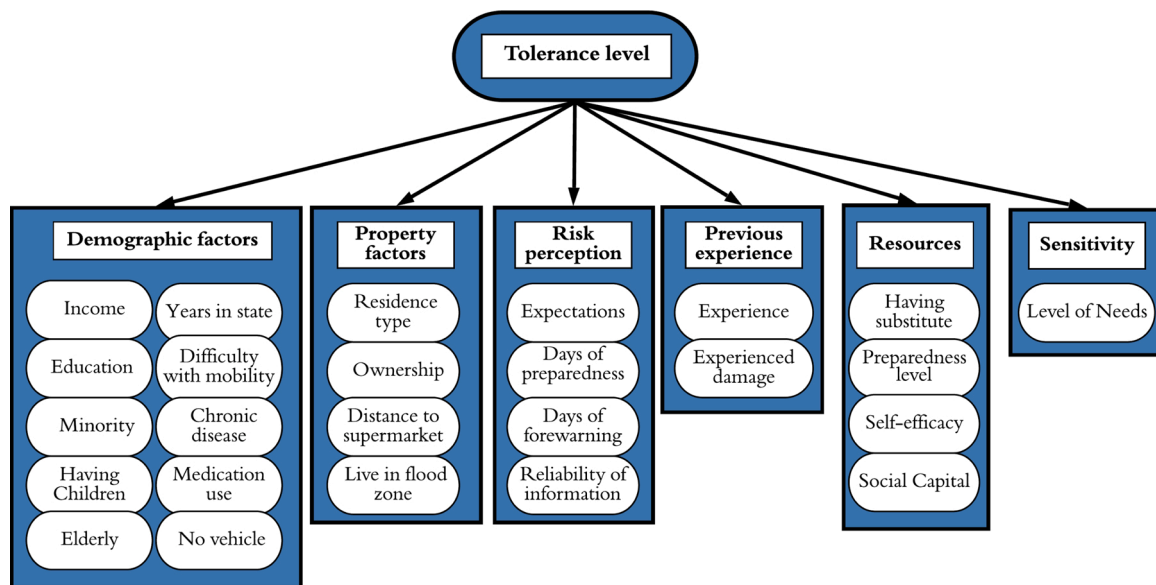 Tolerance level
Demographic factors
Income
Years in state
Education
Difficulty
with mobility
Minority
Chronic
disease
Having
Children
Medication
use
Elderly
No vehicle
Property
factors
Residence
type
Ownership
Distance to
supermarket
Live in flood
zone
Risk
perception
Expectations
Days of
preparedness
Days of
forewarning
Reliability of
information
Previous
experience
Experience
Experienced
damage
Resources
Having
substitute
Preparedness
level
Self-efficacy
Social Capital
Sensitivity
Level of Needs